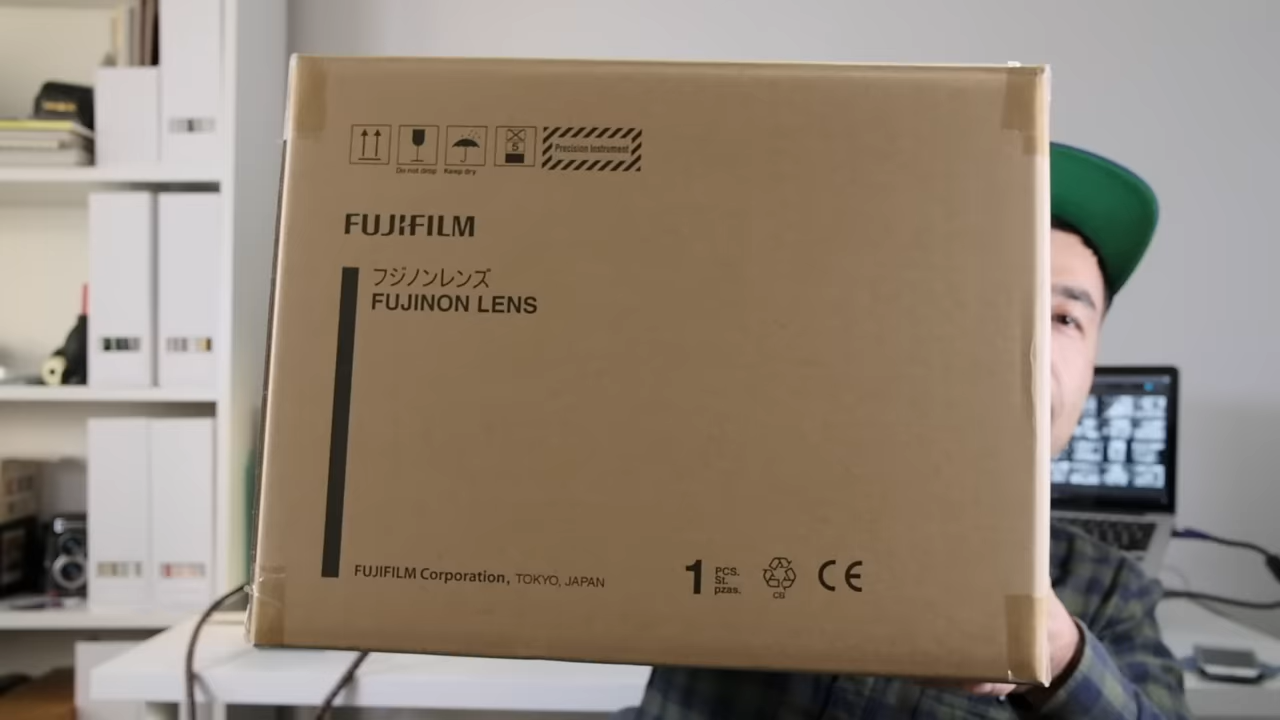 Do not drop
Keep dry
5
Precision Instrument
FUJIFILM
フジノンレンズ
FUJINON LENS
FUJIFILM Corporation, TOKYO, JAPAN
1 PCS.
St.
pzas.
CE